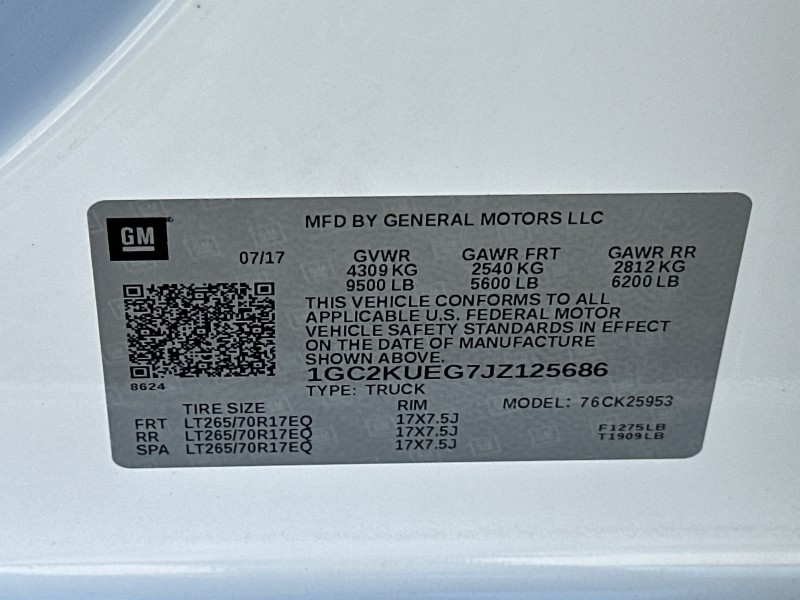 GM
MFD BY GENERAL MOTORS LLC
07/17 GVWR GAWR FRT GAWR RR
4309 KG 2540 KG 2812 KG
9500 LB 5600 LB 6200 LB
THIS VEHICLE CONFORMS TO ALL
APPLICABLE U.S. FEDERAL MOTOR
VEHICLE SAFETY STANDARDS IN EFFECT
ON THE DATE OF MANUFACTURE
SHOWN ABOVE.
8624
1GC2KUEG7JZ125686
TYPE: TRUCK
TIRE SIZE RIM MODEL: 76CK25953
FRT LT265/70R17EQ 17X7.5J F1275LB
RR LT265/70R17EQ 17X7.5J T1909LB
SPA LT265/70R17EQ 17X7.5J